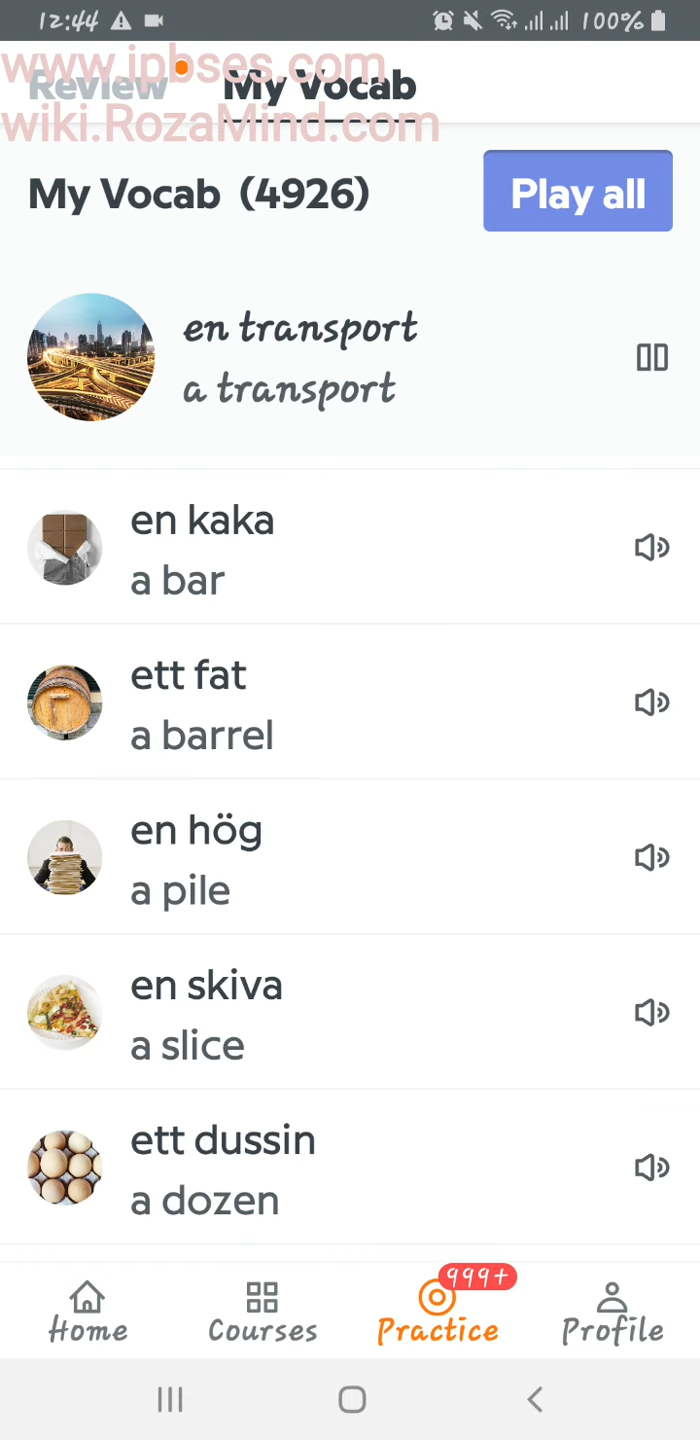 12:44 100%
www.ipbses.com
Review My Vocab
wiki.RozaMind.com
My Vocab (4926) Play all
en transport
a transport
en kaka
a bar
ett fat
a barrel
en hög
a pile
en skiva
a slice
ett dussin
a dozen
999+
Home Courses Practice Profile